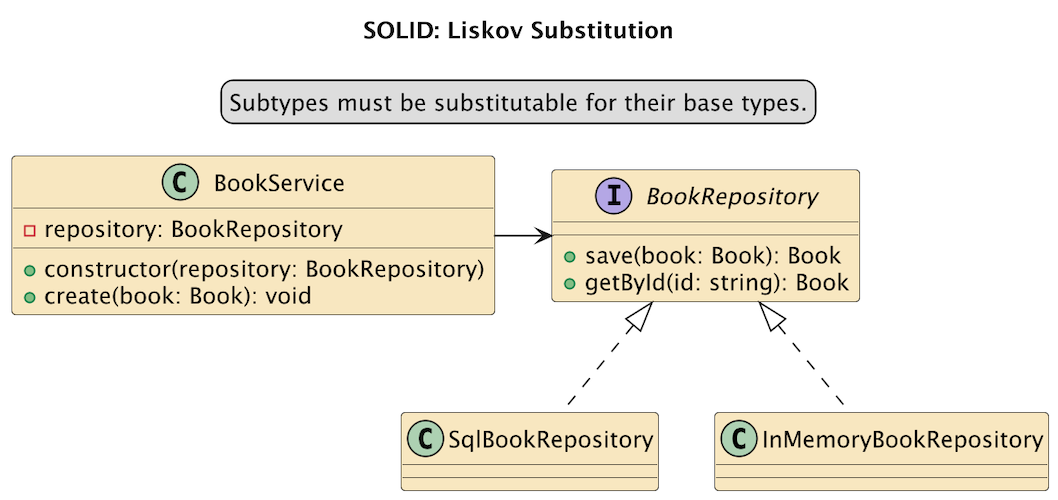 SOLID: Liskov Substitution
Subtypes must be substitutable for their base types.
C BookService
repository: BookRepository
constructor(repository: BookRepository)
create(book: Book): void
I BookRepository
save(book: Book): Book
getById(id: string): Book
C SqlBookRepository
C InMemoryBookRepository